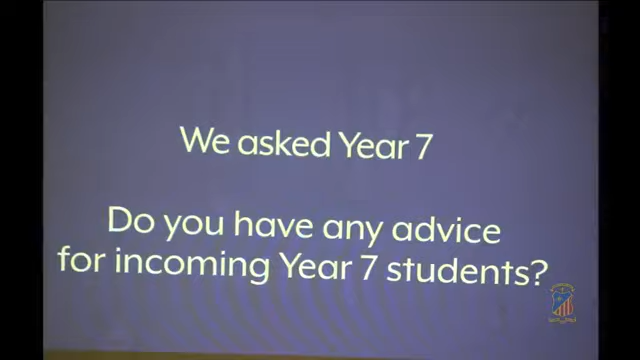 We asked Year 7
Do you have any advice
for incoming Year 7 students?